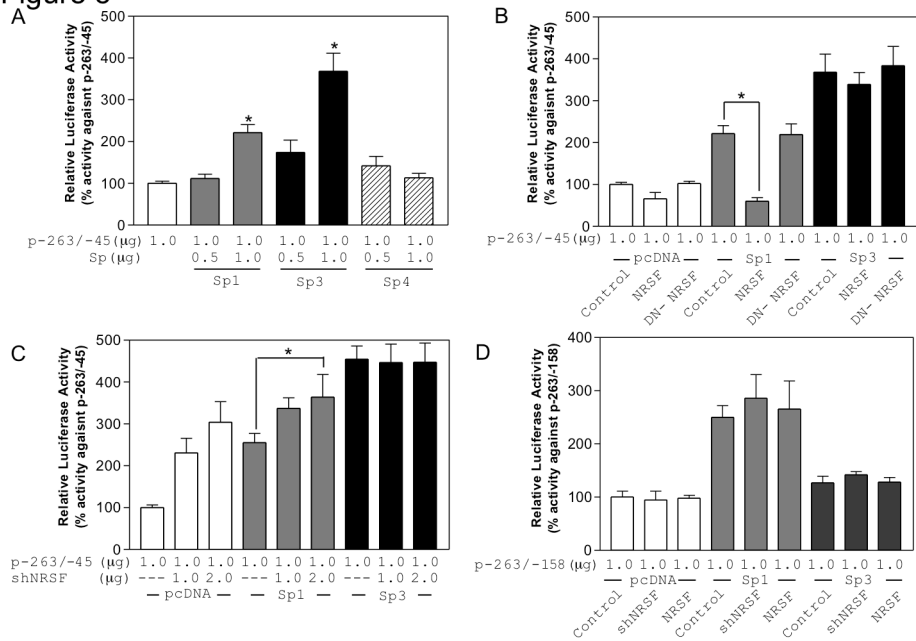 A
Relative Luciferase Activity
(% activity agaisnt p-263/-45)
500
400
300
200
100
0
*
*
p-263/-45(μg) 1.0 1.0 1.0 1.0 1.0 1.0 1.0
Sp(μg) 0.5 1.0 0.5 1.0 0.5 1.0
Sp1 Sp3 Sp4
B
Relative Luciferase Activity
(% activity against p-263/-45)
500
400
300
200
100
0
*
p-263/-45(μg) 1.0 1.0 1.0 1.0 1.0 1.0 1.0 1.0 1.0
pcDNA Sp1 Sp3
Control NRSF DN- NRSF Control NRSF DN- NRSF Control NRSF DN- NRSF
C
Relative Luciferase Activity
(% activity agaisnt p-263/-45)
500
400
300
200
100
0
*
p-263/-45 (μg) 1.0 1.0 1.0 1.0 1.0 1.0 1.0 1.0 1.0
shNRSF (μg) --- 1.0 2.0 --- 1.0 2.0 --- 1.0 2.0
pcDNA Sp1 Sp3
D
Relative Luciferase Activity
(% activity against p-263/-158)
400
300
200
100
0
p-263/-158(μg) 1.0 1.0 1.0 1.0 1.0 1.0 1.0 1.0 1.0
pcDNA Sp1 Sp3
Control shNRSF NRSF Control shNRSF NRSF Control shNRSF NRSF